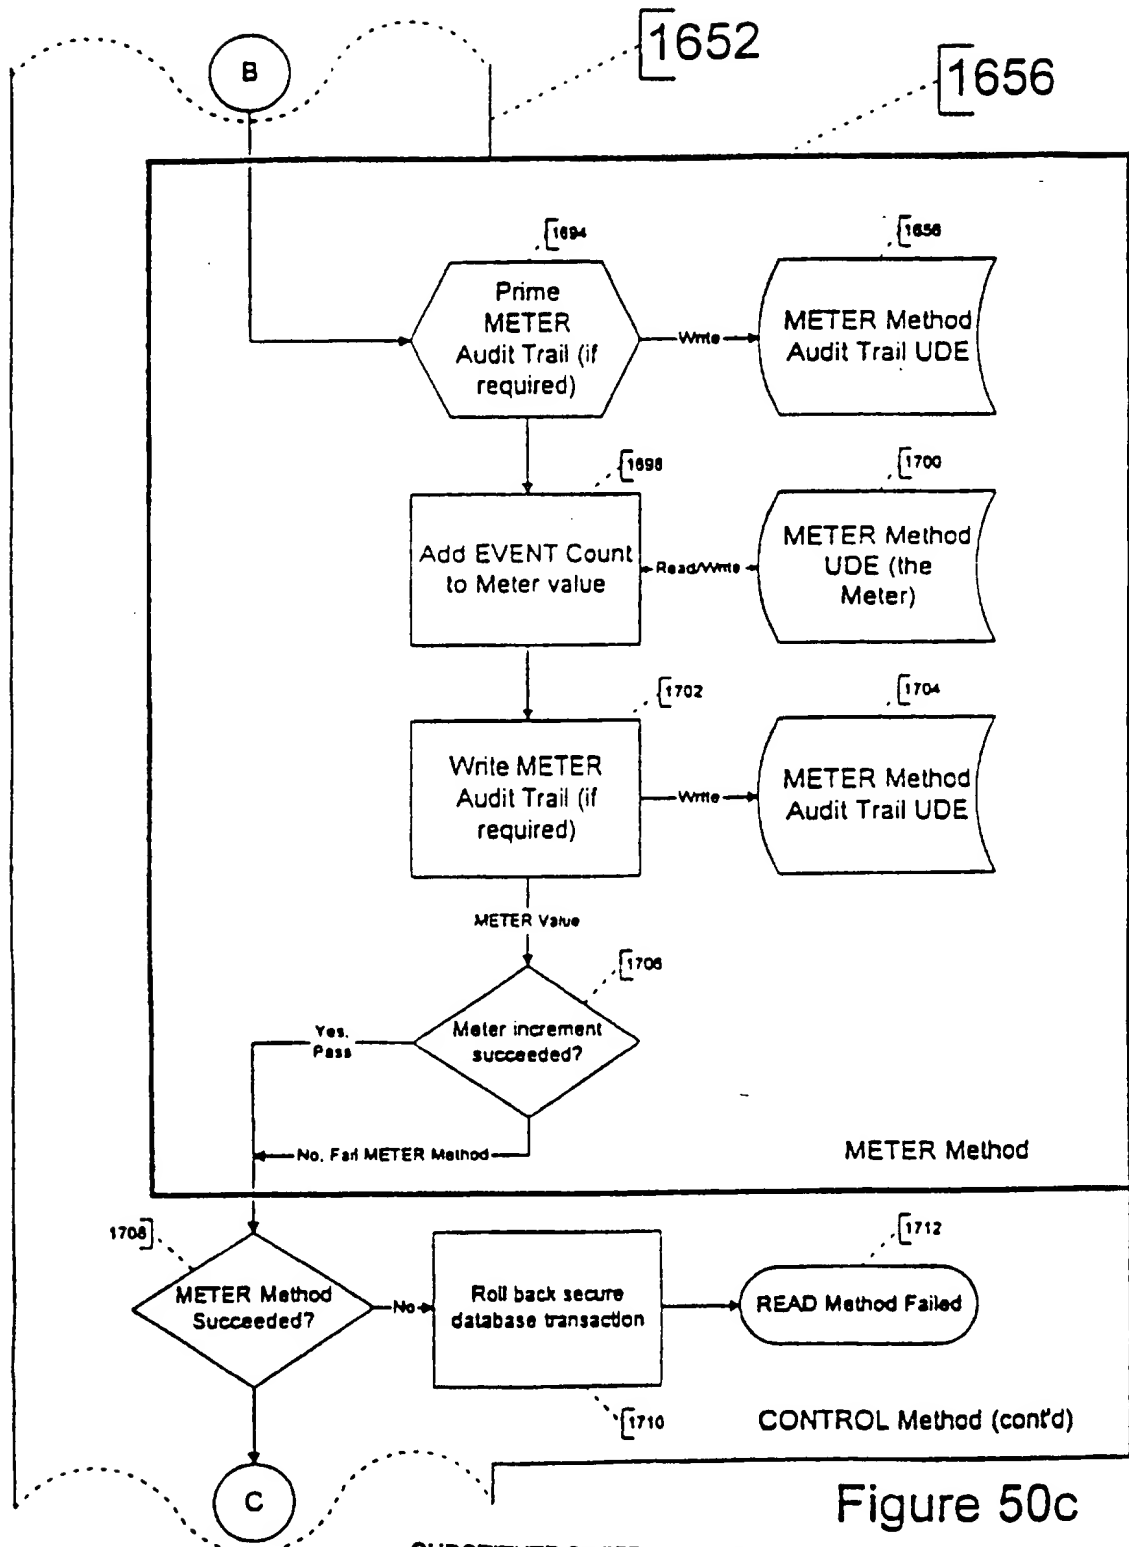 1652
B
1656
1694
1656
Prime
METER
Audit Trail (if
required)
Write
METER Method
Audit Trail UDE
1698
1700
Add EVENT Count
to Meter value
Read/Write
METER Method
UDE (the
Meter)
1702
1704
Write METER
Audit Trail (if
required)
Write
METER Method
Audit Trail UDE
METER Value
1706
Meter increment
succeeded?
Yes,
Pass
No, Fail METER Method
METER Method
1708
1712
METER Method
Succeeded?
No
Roll back secure
database transaction
READ Method Failed
1710
CONTROL Method (cont'd)
C
Figure 50c